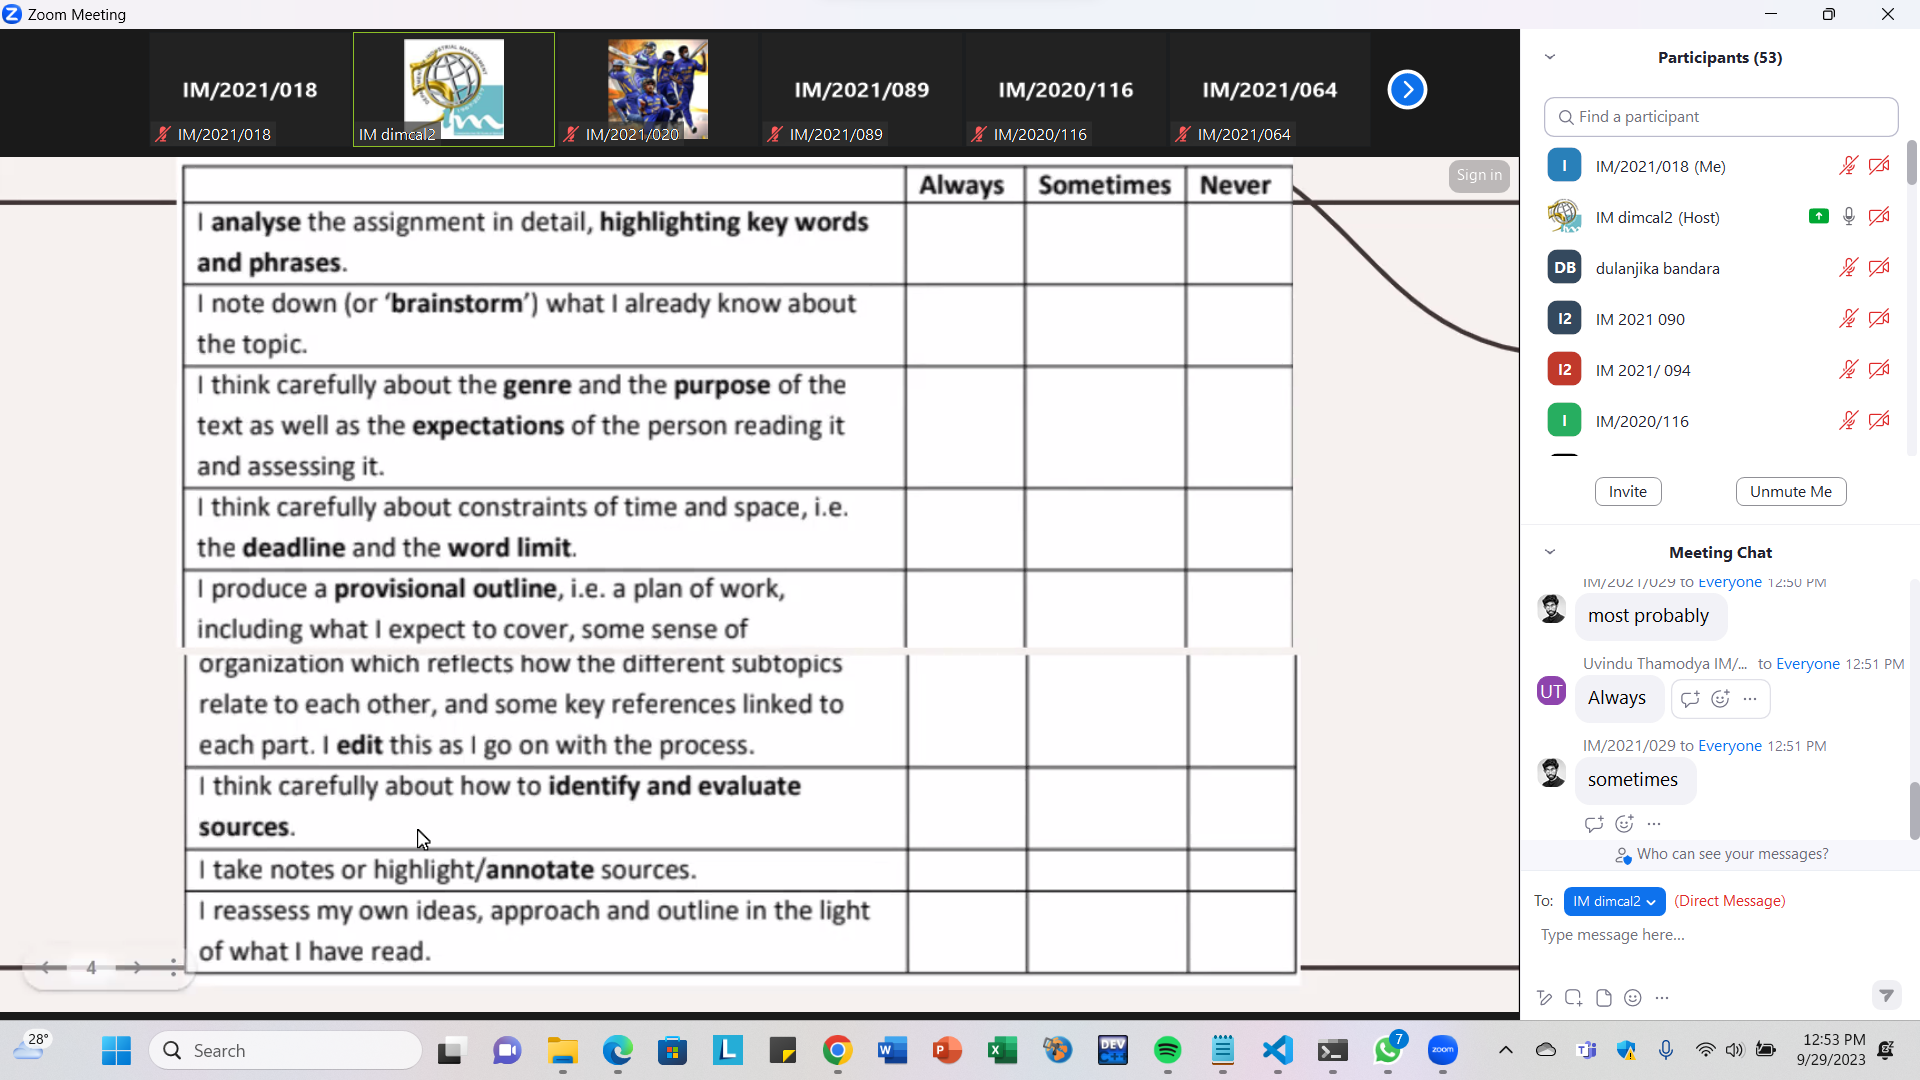 Zoom Meeting
IM/2021/018
IM/2021/018
IM dimcal2
IM/2021/020
IM/2021/089
IM/2021/089
IM/2020/116
IM/2020/116
IM/2021/064
IM/2021/064
Sign in
Always Sometimes Never
I analyse the assignment in detail, highlighting key words
and phrases.
I note down (or ‘brainstorm’) what I already know about
the topic.
I think carefully about the genre and the purpose of the
text as well as the expectations of the person reading it
and assessing it.
I think carefully about constraints of time and space, i.e.
the deadline and the word limit.
I produce a provisional outline, i.e. a plan of work,
including what I expect to cover, some sense of
organization which reflects how the different subtopics
relate to each other, and some key references linked to
each part. I edit this as I go on with the process.
I think carefully about how to identify and evaluate
sources.
I take notes or highlight/annotate sources.
I reassess my own ideas, approach and outline in the light
of what I have read.
4
Participants (53)
Find a participant
I IM/2021/018 (Me)
IM dimcal2 (Host)
DB dulanjika bandara
I2 IM 2021 090
I2 IM 2021/ 094
I IM/2020/116
Invite Unmute Me
Meeting Chat
IM/2021/029 to Everyone 12:50 PM
most probably
Uvindu Thamodya IM/... to Everyone 12:51 PM
UT Always
IM/2021/029 to Everyone 12:51 PM
sometimes
Who can see your messages?
To: IM dimcal2 (Direct Message)
Type message here...
28°
Search
L
W
P
X
DEV
7
zoom
12:53 PM
9/29/2023